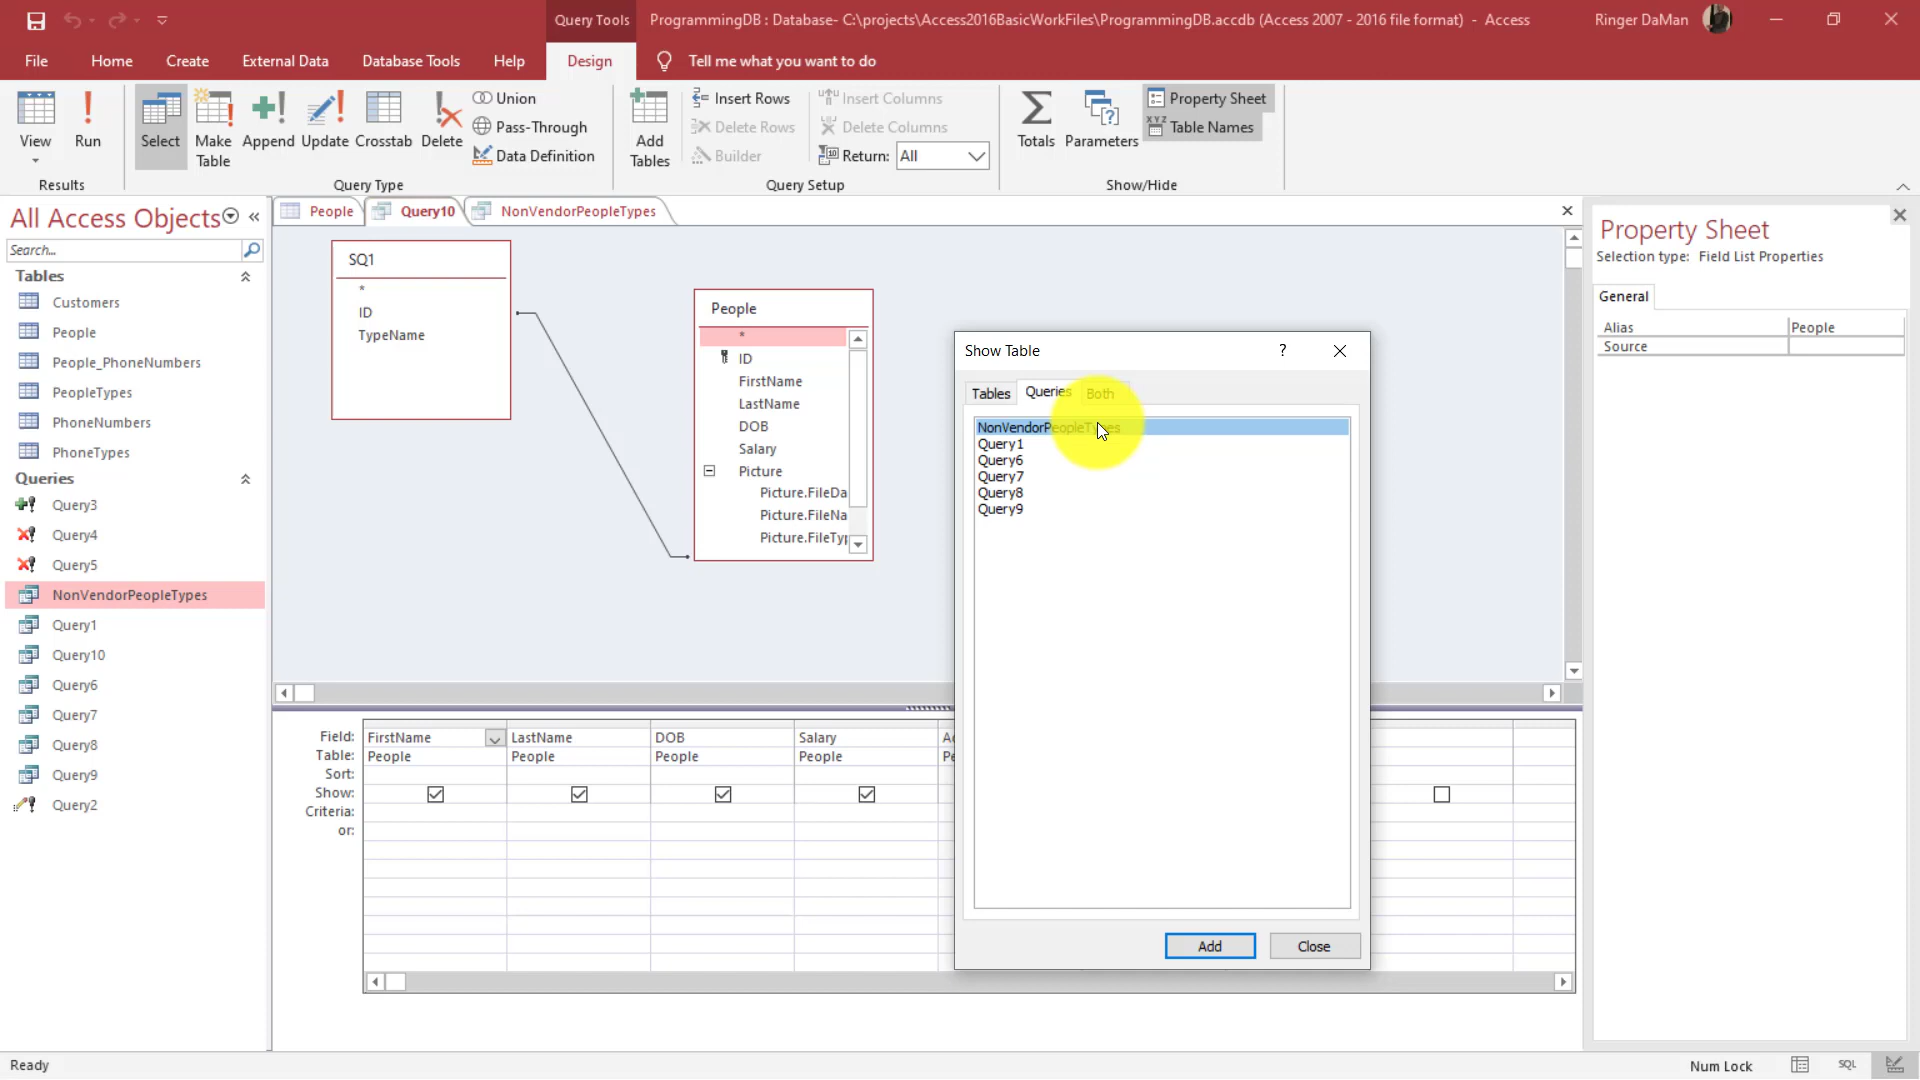 Query Tools
ProgrammingDB : Database- C:\projects\Access2016BasicWorkFiles\ProgrammingDB.accdb (Access 2007 - 2016 file format) - Access
Ringer DaMan
File
Home
Create
External Data
Database Tools
Help
Design
Tell me what you want to do
View
Run
Select
Make
Table
Append
Update
Crosstab
Delete
Union
Pass-Through
Data Definition
Add
Tables
Insert Rows
Delete Rows
Builder
Insert Columns
Delete Columns
Return: All
Totals
Parameters
Property Sheet
Table Names
Results
Query Type
Query Setup
Show/Hide
All Access Objects
Search...
Tables
Customers
People
People_PhoneNumbers
PeopleTypes
PhoneNumbers
PhoneTypes
Queries
Query3
Query4
Query5
NonVendorPeopleTypes
Query1
Query10
Query6
Query7
Query8
Query9
Query2
People
Query10
NonVendorPeopleTypes
SQ1
*
ID
TypeName
People
*
ID
FirstName
LastName
DOB
Salary
Picture
Picture.FileDa
Picture.FileNa
Picture.FileTyp
Show Table
?
Tables
Queries
Both
NonVendorPeopleTypes
Query1
Query6
Query7
Query8
Query9
Add
Close
Field: FirstName LastName DOB Salary
Table: People People People People
Sort:
Show:
Criteria:
or:
Property Sheet
Selection type: Field List Properties
General
Alias People
Source
Ready
Num Lock
SQL